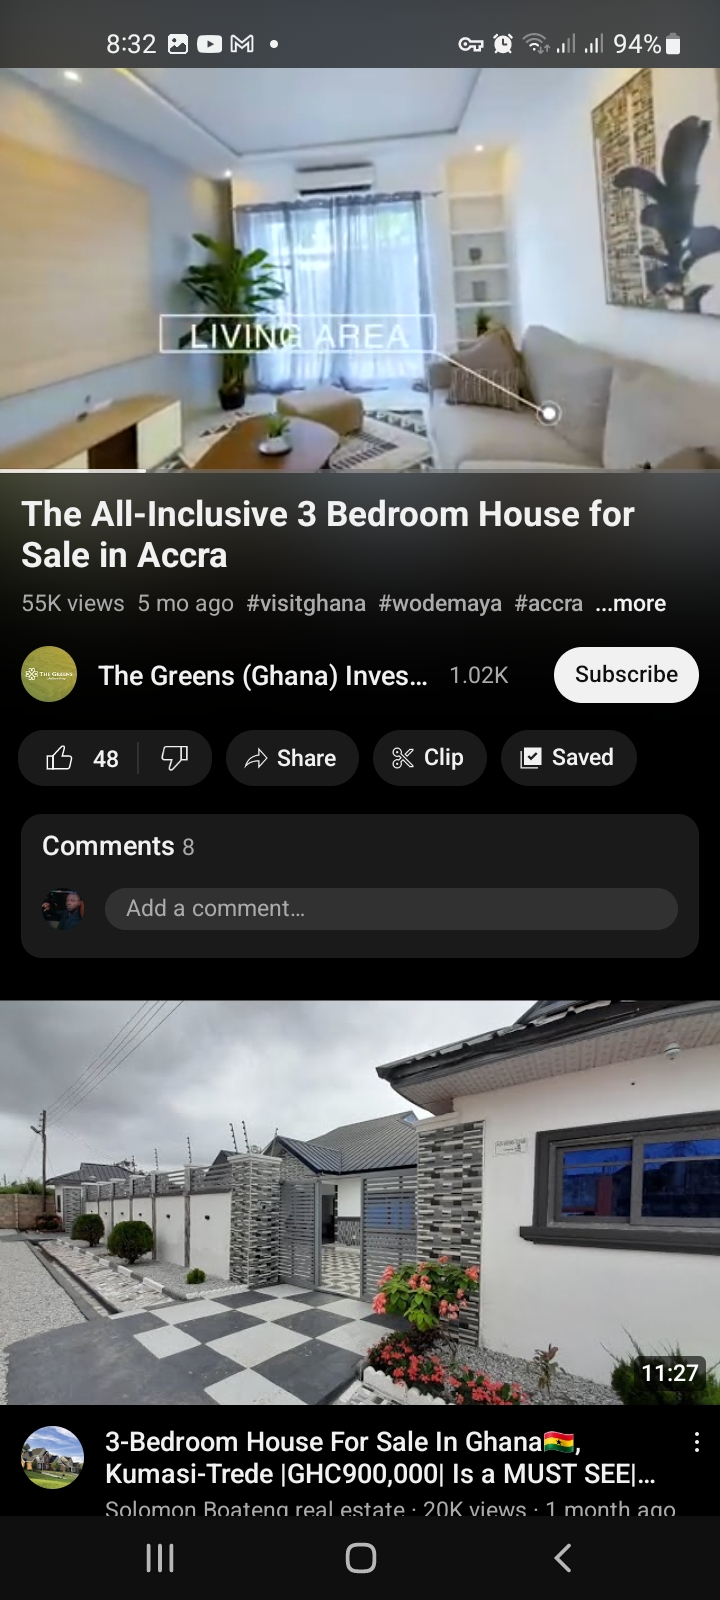 8:32
94%
LIVING AREA
The All-Inclusive 3 Bedroom House for
Sale in Accra
55K views 5 mo ago #visitghana #wodemaya #accra ...more
THE GREENS
The Greens (Ghana) Inves... 1.02K Subscribe
48 Share Clip Saved
Comments 8
Add a comment...
11:27
3-Bedroom House For Sale In Ghana🇬🇭,
Kumasi-Trede |GHC900,000| Is a MUST SEE|...
Solomon Boateng real estate · 20K views · 1 month ago